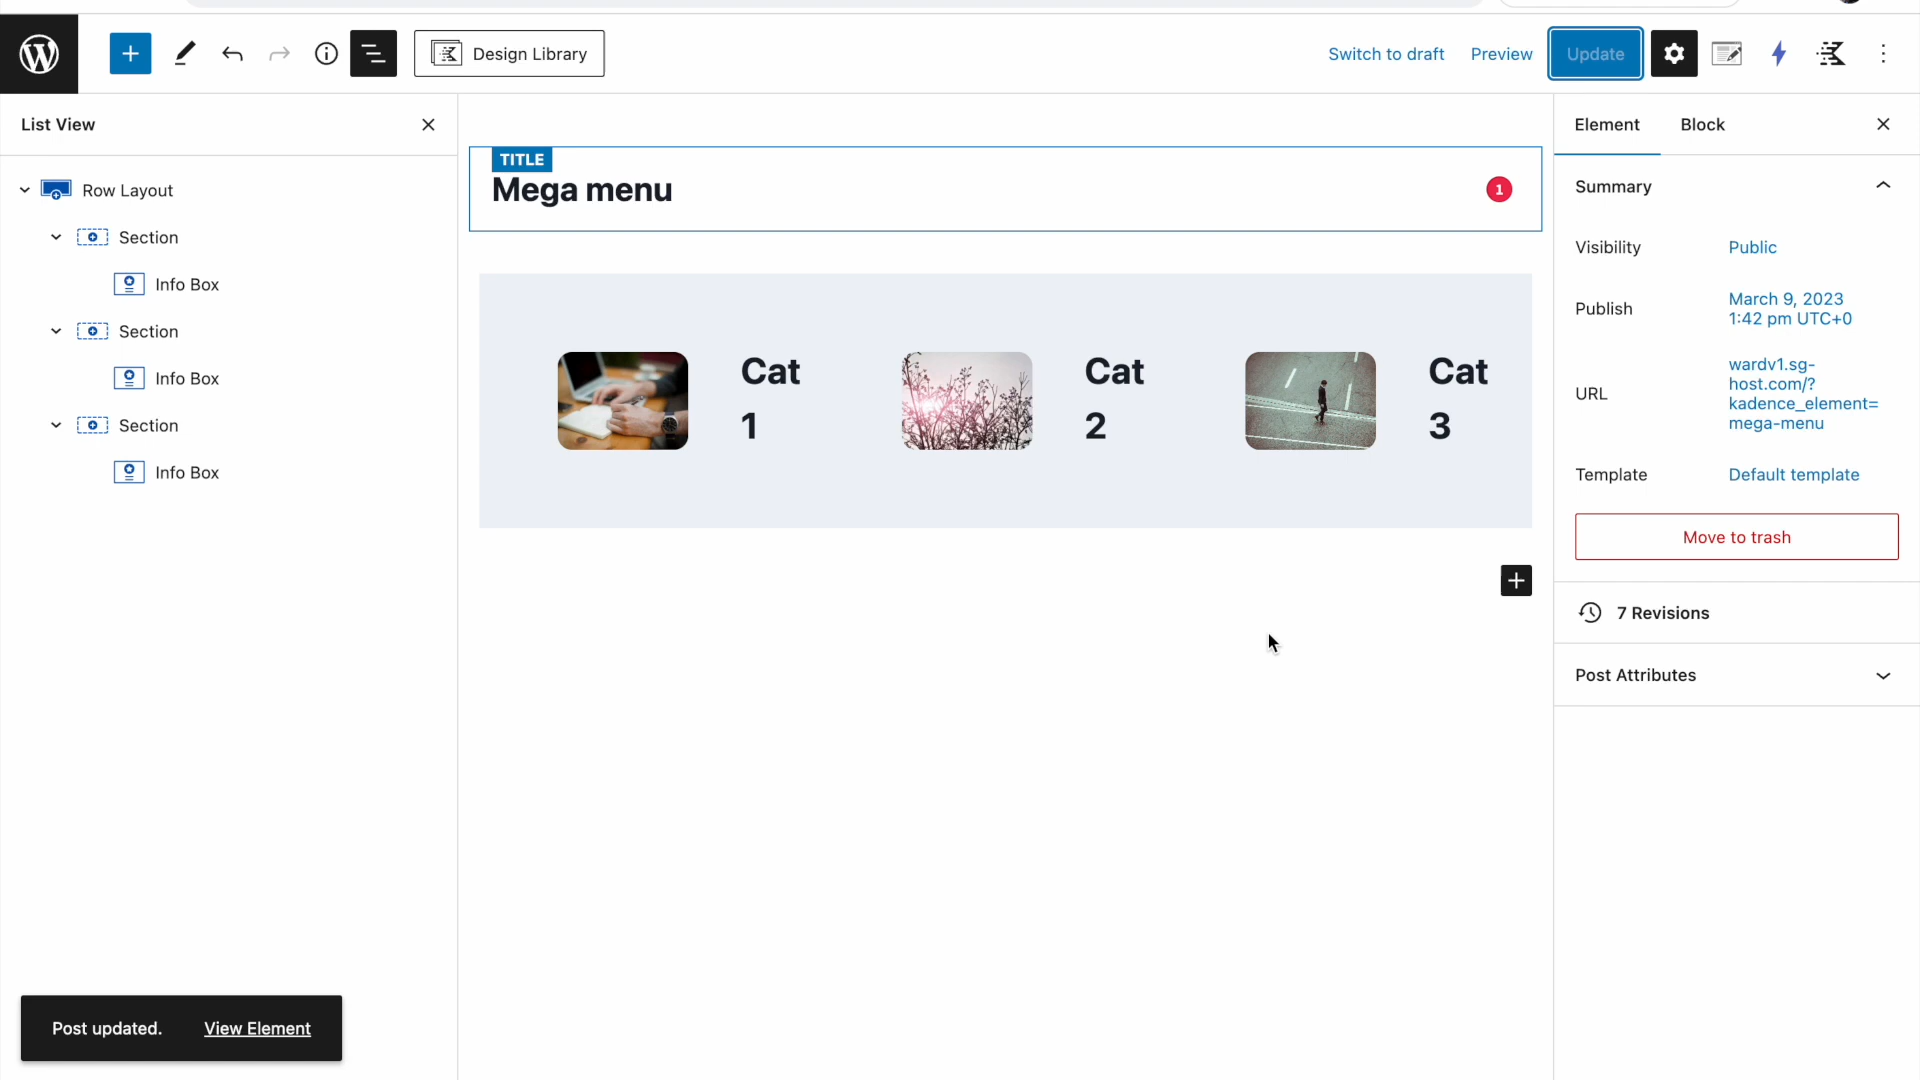 Design Library
Switch to draft
Preview
Update
List View
Row Layout
Section
Info Box
Section
Info Box
Section
Info Box
TITLE
Mega menu
1
Cat
1
Cat
2
Cat
3
Element
Block
Summary
Visibility
Public
Publish
March 9, 2023
1:42 pm UTC+0
URL
wardv1.sg-
host.com/?
kadence_element=
mega-menu
Template
Default template
Move to trash
7 Revisions
Post Attributes
Post updated.
View Element